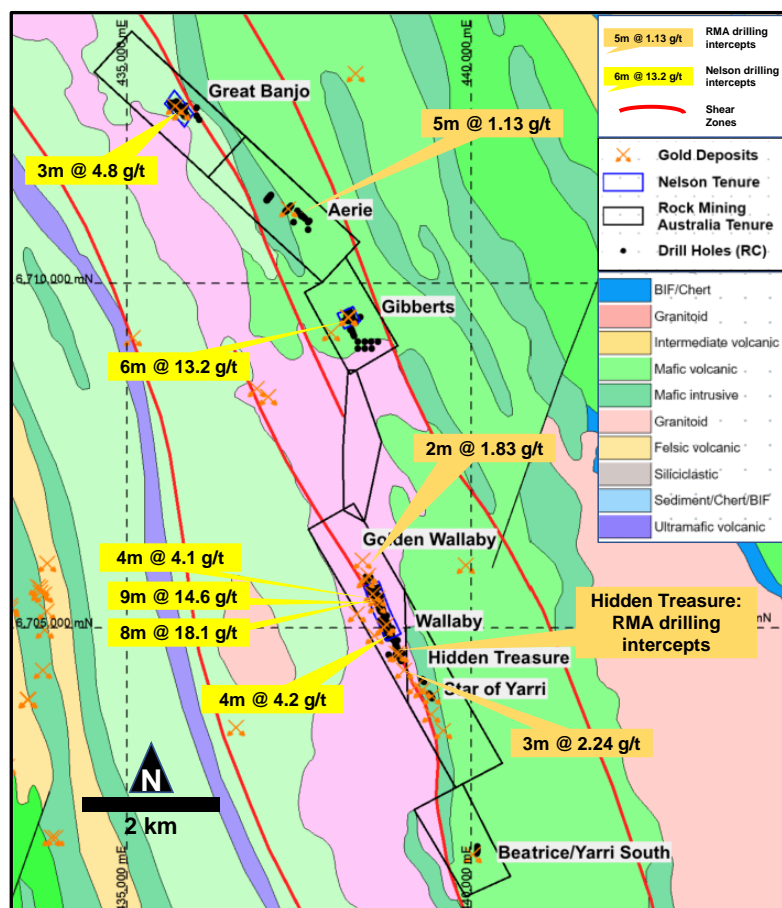 435,000 mE
440,000 mE
5m @ 1.13 g/t
RMA drilling
intercepts
6m @ 13.2 g/t
Nelson drilling
intercepts
Shear
Zones
Gold Deposits
Nelson Tenure
Rock Mining
Australia Tenure
Drill Holes (RC)
BIF/Chert
Granitoid
Intermediate volcanic
Mafic volcanic
Mafic intrusive
Granitoid
Felsic volcanic
Siliciclastic
Sediment/Chert/BIF
Ultramafic volcanic
Great Banjo
5m @ 1.13 g/t
3m @ 4.8 g/t
Aerie
6,710,000 mN
Gibberts
6m @ 13.2 g/t
2m @ 1.83 g/t
Golden Wallaby
4m @ 4.1 g/t
9m @ 14.6 g/t
8m @ 18.1 g/t
Wallaby
Hidden Treasure:
RMA drilling
intercepts
6,705,000 mN
mN
Hidden Treasure
4m @ 4.2 g/t
Star of Yarri
3m @ 2.24 g/t
N
2 km
Beatrice/Yarri South
435,000 mE
440,000 mE